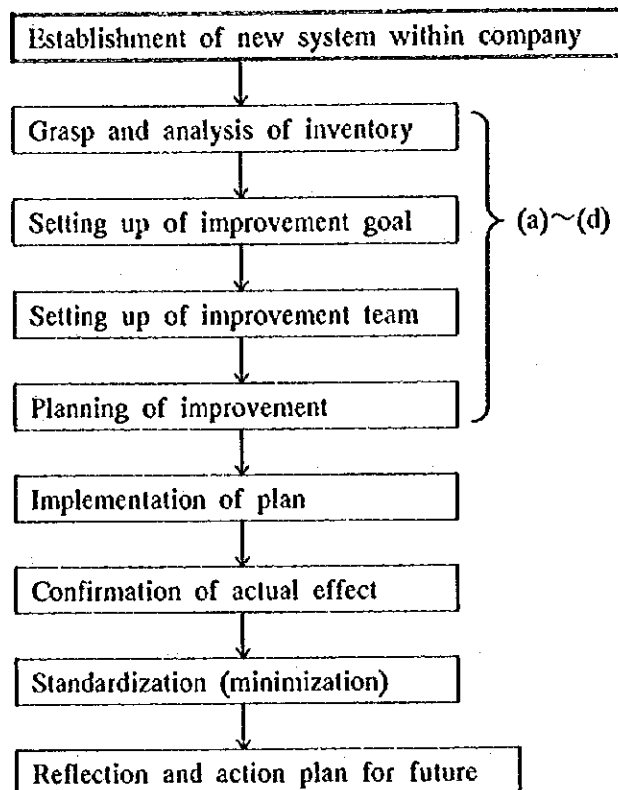 Establishment of new system within company
Grasp and analysis of inventory
Setting up of improvement goal
(a)~(d)
Setting up of improvement team
Planning of improvement
Implementation of plan
Confirmation of actual effect
Standardization (minimization)
Reflection and action plan for future